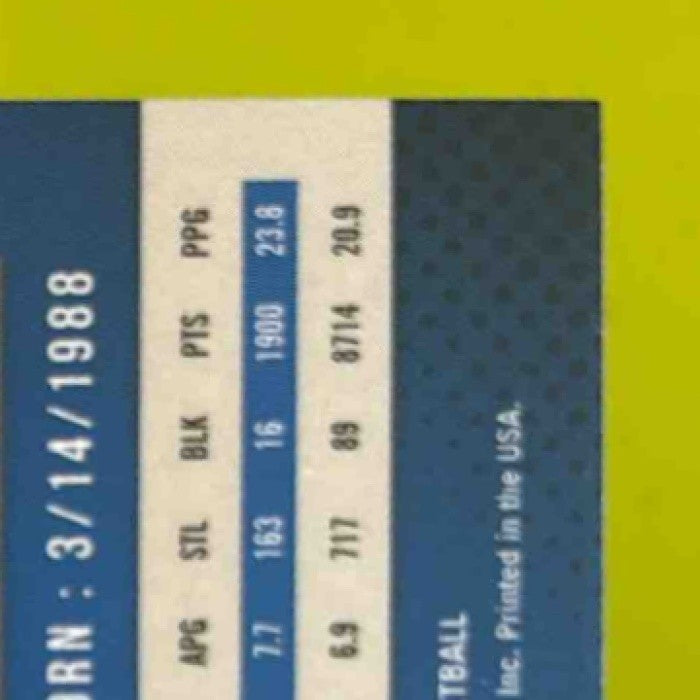 ORN : 3/14/1988
APG STL BLK PTS PPG
7.7 163 16 1900 23.8
6.9 717 89 8714 20.9
TBALL
Inc. Printed in the USA.